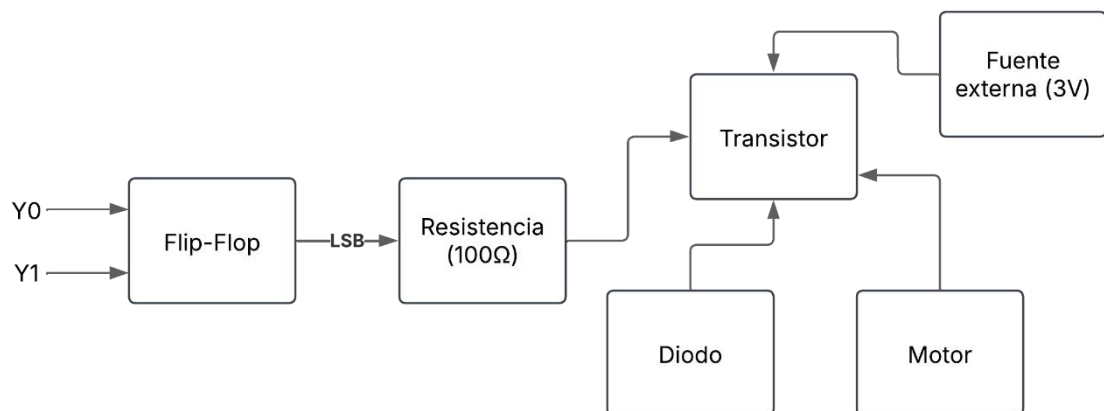 Fuente
externa (3V)
Transistor
Y0
Y1
Flip-Flop
LSB
Resistencia
(100Ω)
Diodo
Motor